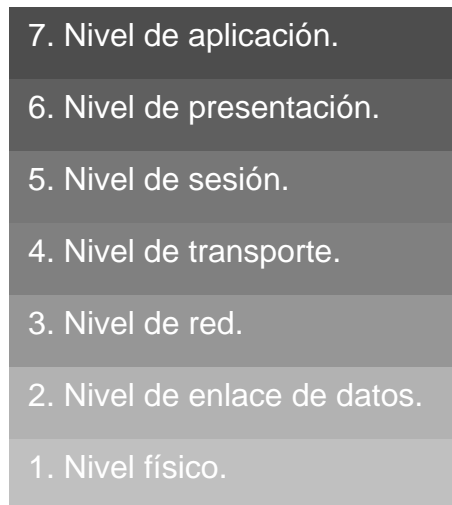 7. Nivel de aplicación.
6. Nivel de presentación.
5. Nivel de sesión.
4. Nivel de transporte.
3. Nivel de red.
2. Nivel de enlace de datos.
1. Nivel físico.